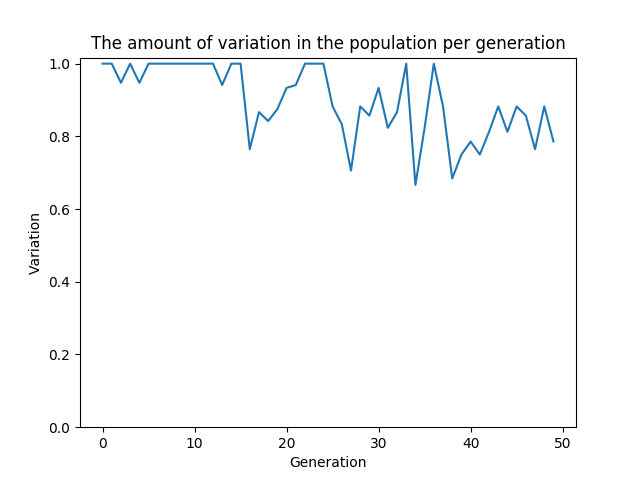 The amount of variation in the population per generation
1.0
0.8
0.6
0.4
0.2
0.0
Variation
0 10 20 30 40 50
Generation